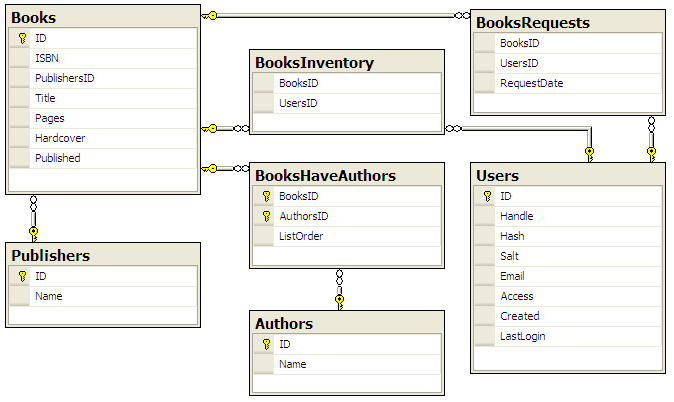 Books
ID
ISBN
PublishersID
Title
Pages
Hardcover
Published
BooksInventory
BooksID
UsersID
BooksRequests
BooksID
UsersID
RequestDate
BooksHaveAuthors
BooksID
AuthorsID
ListOrder
Users
ID
Handle
Hash
Salt
Email
Access
Created
LastLogin
Publishers
ID
Name
Authors
ID
Name